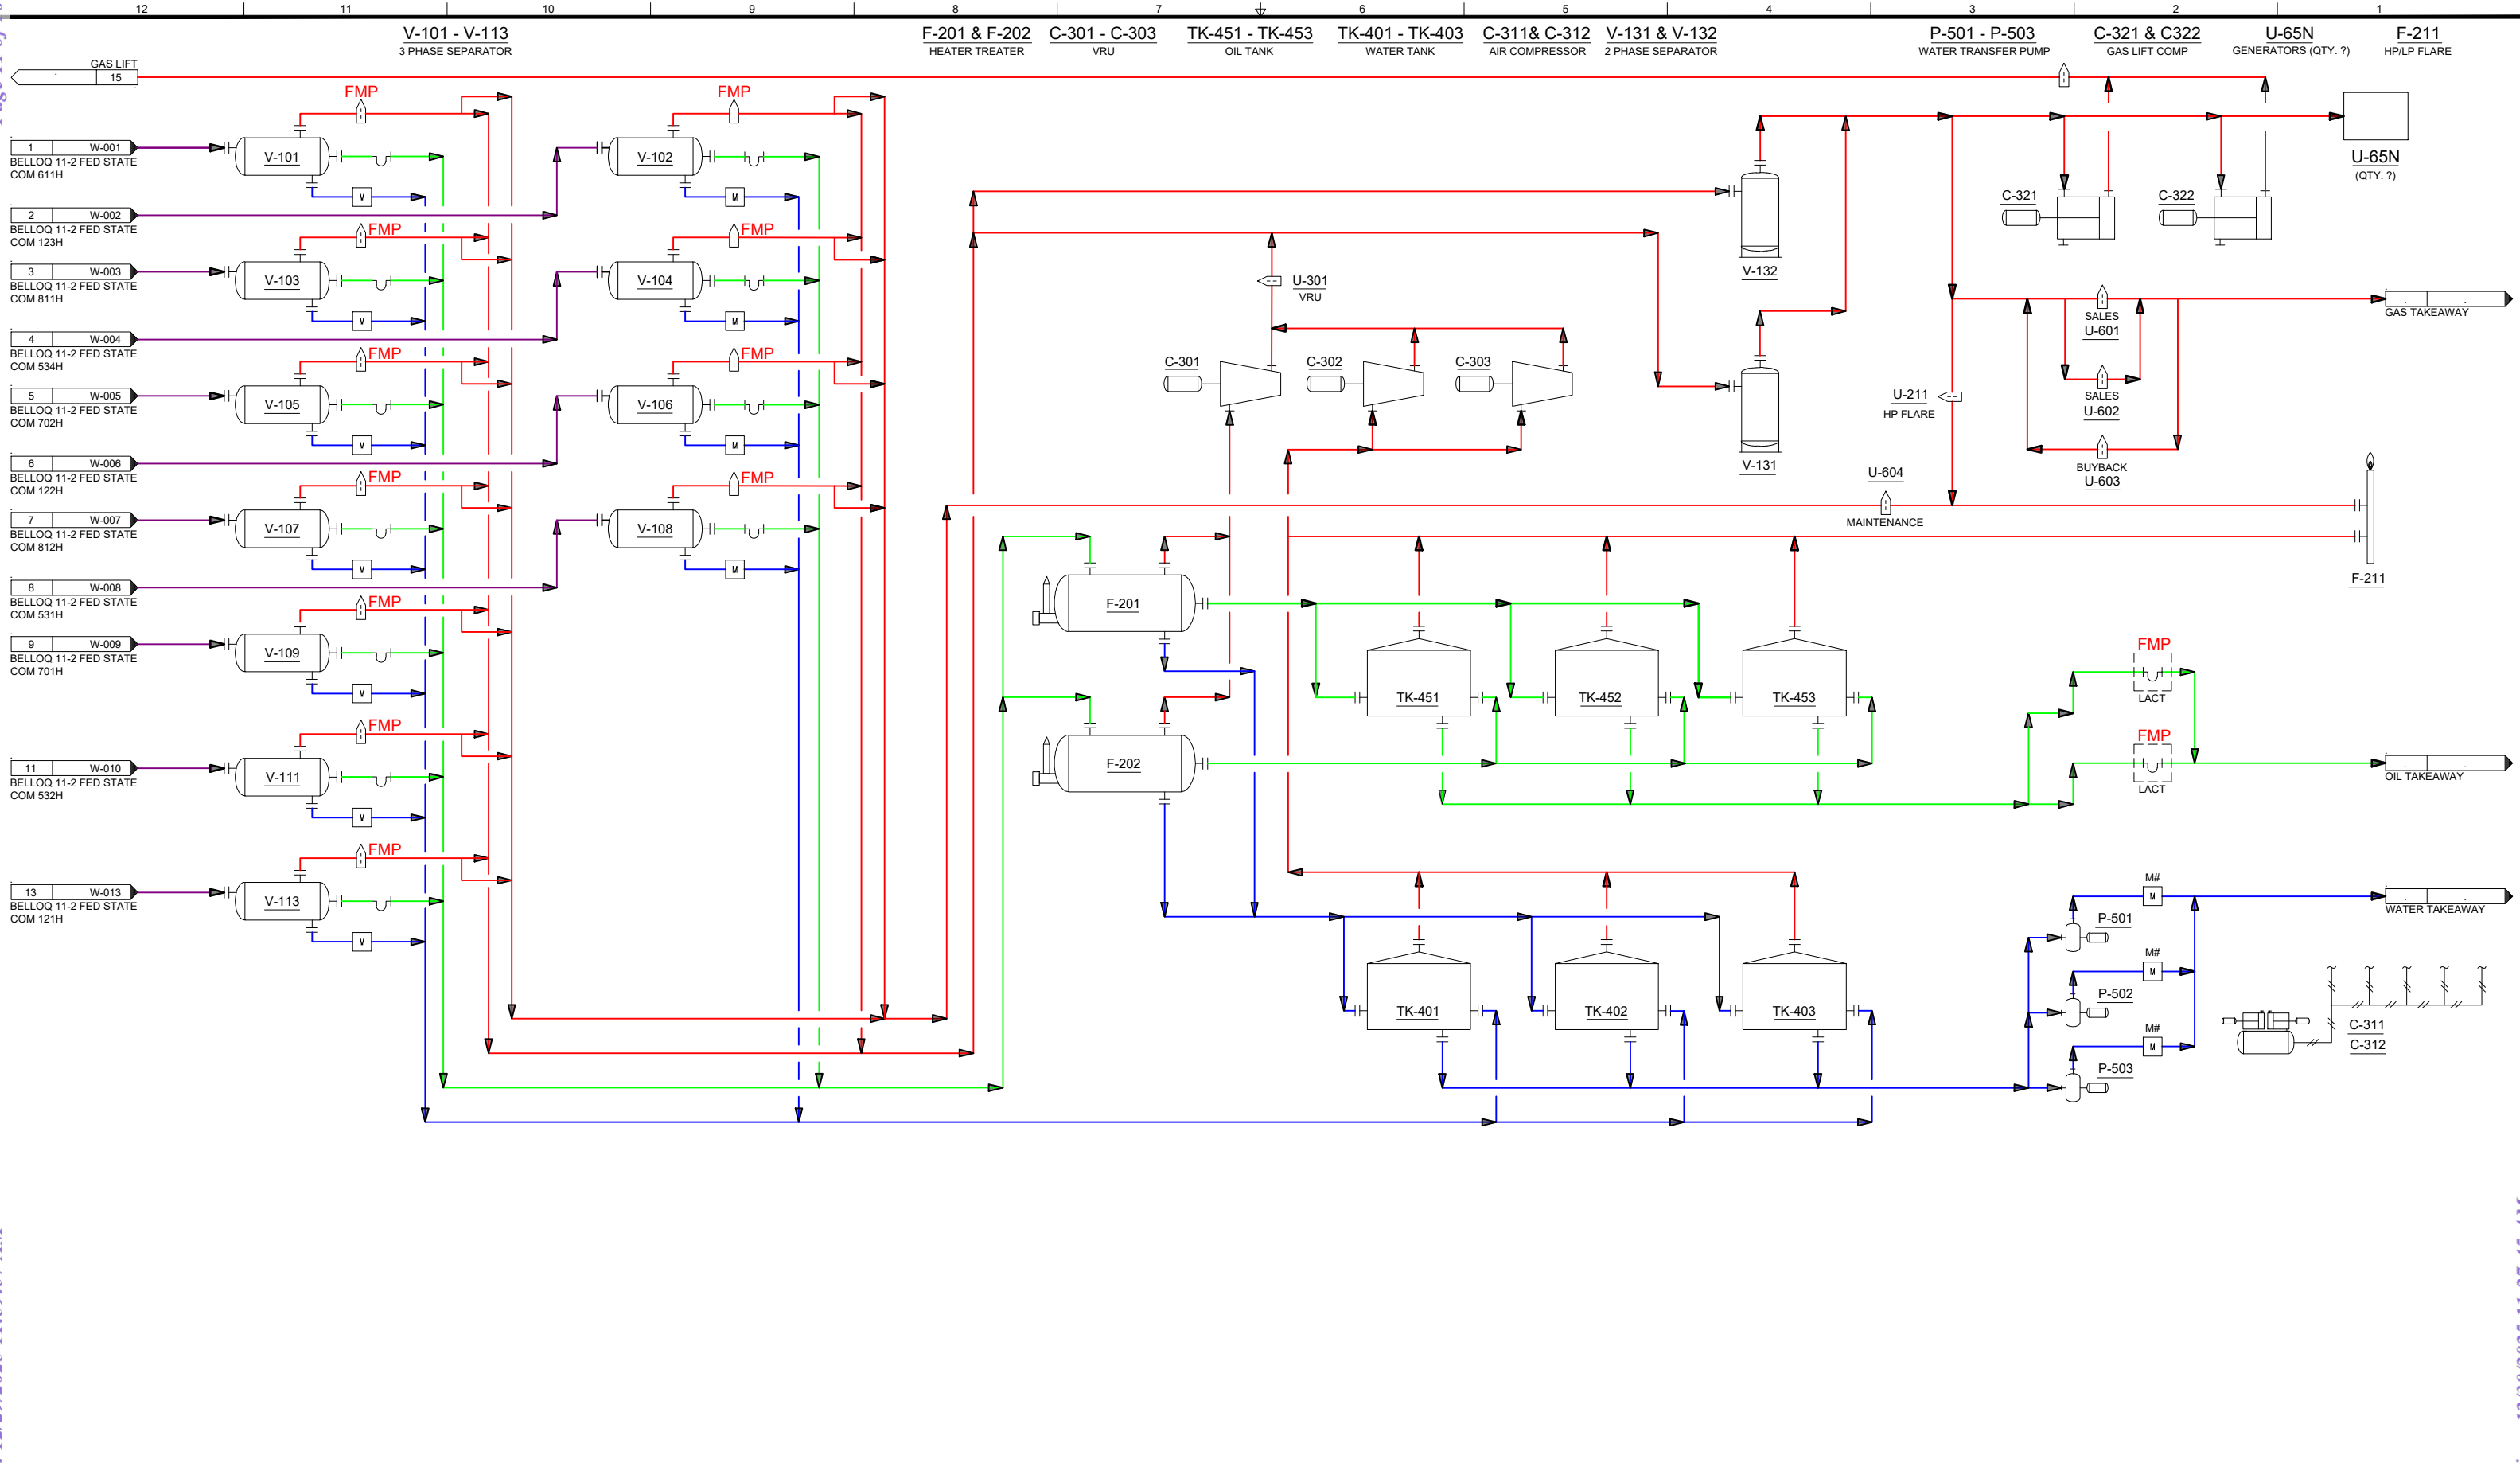 12 11 10 9 8 7 6 5 4 3 2 1
V-101 - V-113
3 PHASE SEPARATOR
F-201 & F-202
HEATER TREATER
C-301 - C-303
VRU
TK-451 - TK-453
OIL TANK
TK-401 - TK-403
WATER TANK
C-311& C-312
AIR COMPRESSOR
V-131 & V-132
2 PHASE SEPARATOR
P-501 - P-503
WATER TRANSFER PUMP
C-321 & C322
GAS LIFT COMP
U-65N
GENERATORS (QTY. ?)
F-211
HP/LP FLARE
GAS LIFT
15
1 W-001
BELLOQ 11-2 FED STATE
COM 611H
2 W-002
BELLOQ 11-2 FED STATE
COM 123H
3 W-003
BELLOQ 11-2 FED STATE
COM 811H
4 W-004
BELLOQ 11-2 FED STATE
COM 534H
5 W-005
BELLOQ 11-2 FED STATE
COM 702H
6 W-006
BELLOQ 11-2 FED STATE
COM 122H
7 W-007
BELLOQ 11-2 FED STATE
COM 812H
8 W-008
BELLOQ 11-2 FED STATE
COM 531H
9 W-009
BELLOQ 11-2 FED STATE
COM 701H
11 W-010
BELLOQ 11-2 FED STATE
COM 532H
13 W-013
BELLOQ 11-2 FED STATE
COM 121H
FMP
V-101
M
FMP
V-103
M
FMP
V-105
M
FMP
V-107
M
FMP
V-109
M
FMP
V-111
M
FMP
V-113
M
FMP
V-102
M
FMP
V-104
M
FMP
V-106
M
FMP
V-108
M
U-301
VRU
C-301
C-302
C-303
V-132
V-131
C-321
C-322
U-65N
(QTY. ?)
SALES
U-601
SALES
U-602
BUYBACK
U-603
GAS TAKEAWAY
U-211
HP FLARE
U-604
MAINTENANCE
F-211
F-201
F-202
TK-451
TK-452
TK-453
FMP
LACT
FMP
LACT
OIL TAKEAWAY
TK-401
TK-402
TK-403
M#
M
P-501
M#
M
P-502
M#
M
P-503
WATER TAKEAWAY
C-311
C-312